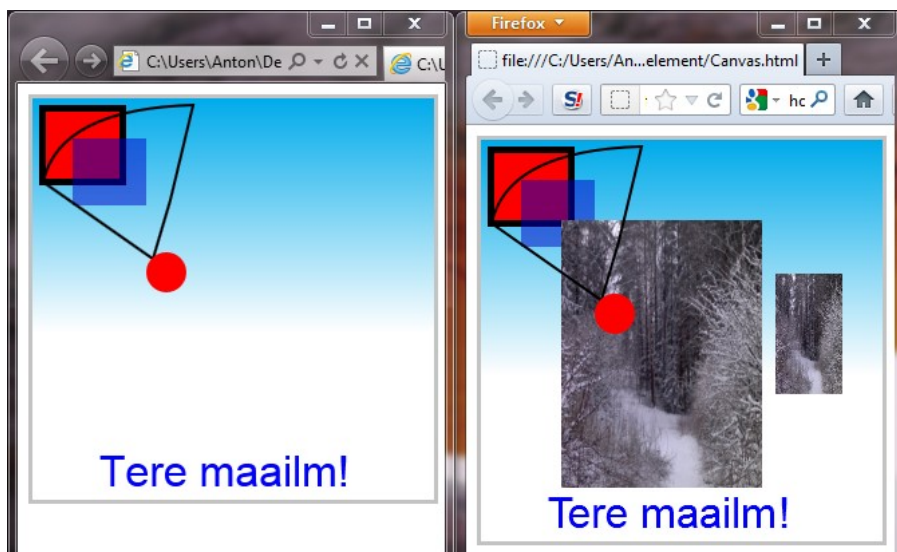 C:\Users\Anton\De
C:\U
Tere maailm!
Firefox
file:///C:/Users/An...element/Canvas.html
S!
hc
Tere maailm!